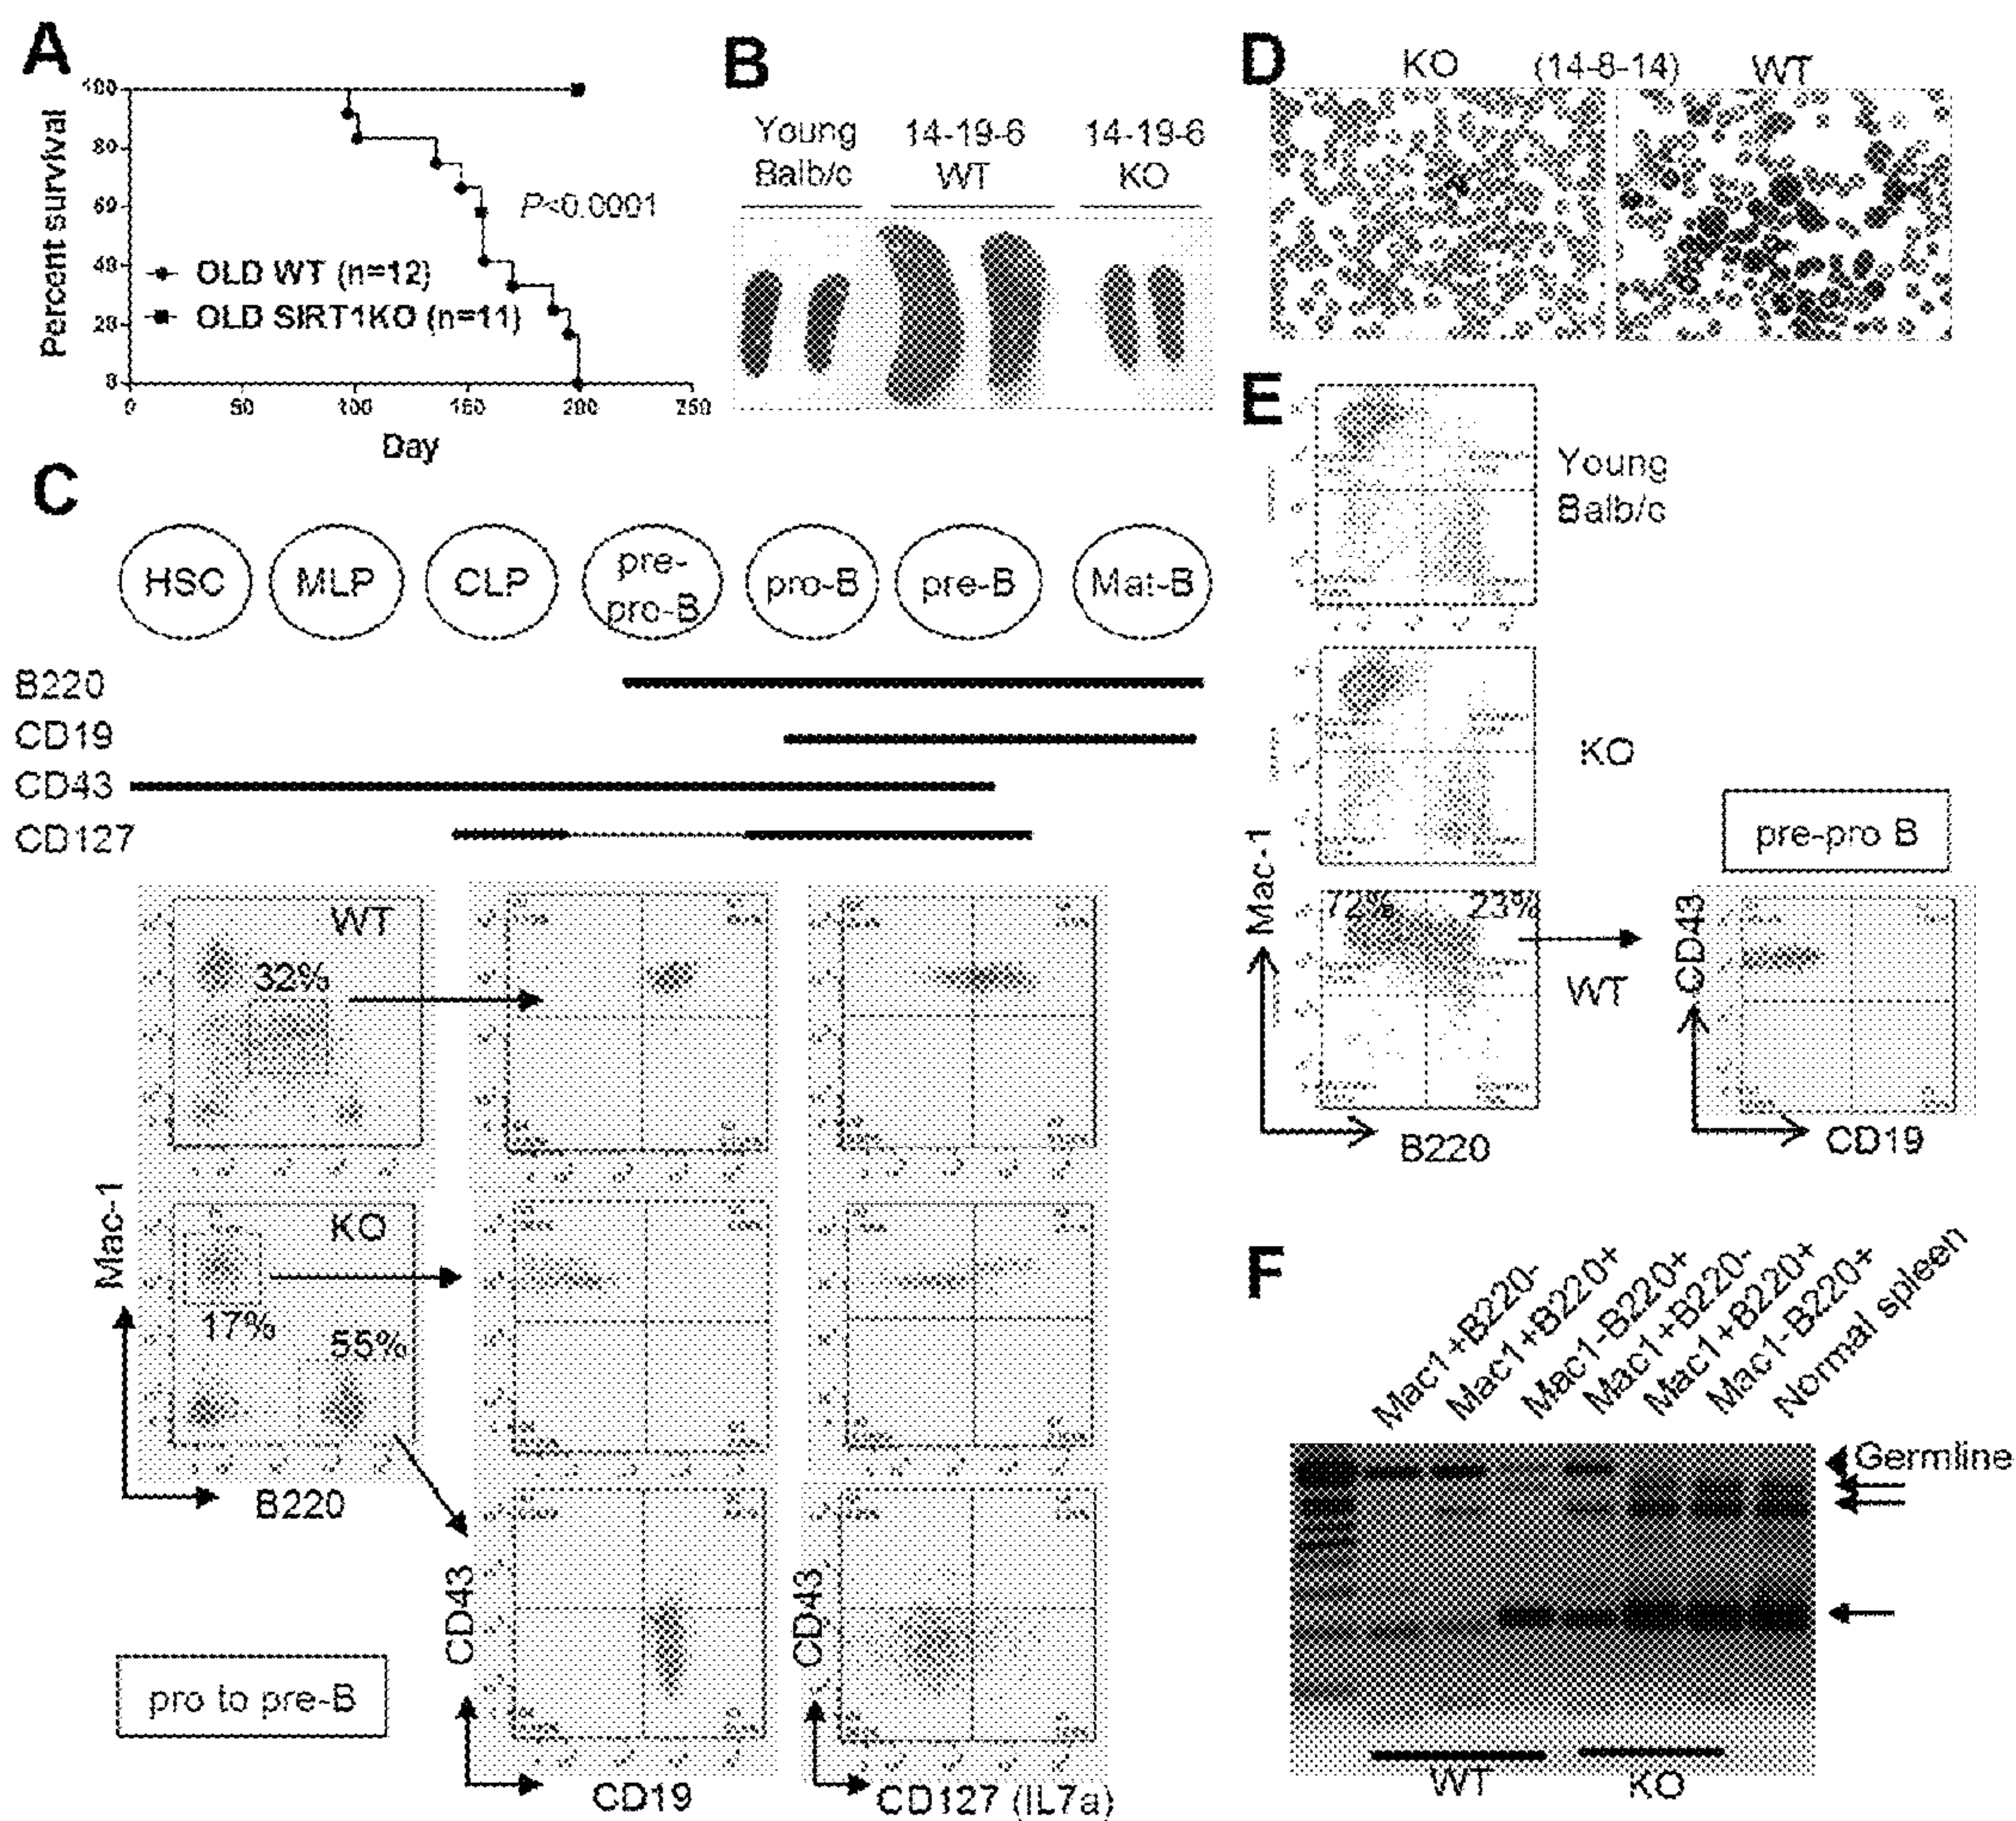 A
100
80
60
40
20
0
Percent survival
P<0.0001
OLD WT (n=12)
OLD SIRT1KO (n=11)
0 50 100 150 200 250
Day
B
Young Balb/c
14-19-6 WT
14-19-6 KO
C
HSC
MLP
CLP
pre-pro-B
pro-B
pre-B
Mat-B
B220
CD19
CD43
CD127
WT
32%
KO
17%
55%
Mac-1
B220
CD43
CD19
CD43
CD127 (IL7a)
pro to pre-B
D
KO (14-8-14) WT
E
Young
Balb/c
KO
72% 23%
WT
Mac-1
B220
pre-pro B
CD43
CD19
F
Mac1+B220-
Mac1+B220+
Mac1-B220+
Mac1+B220-
Mac1+B220+
Mac1-B220+
Normal spleen
Germline
WT
KO